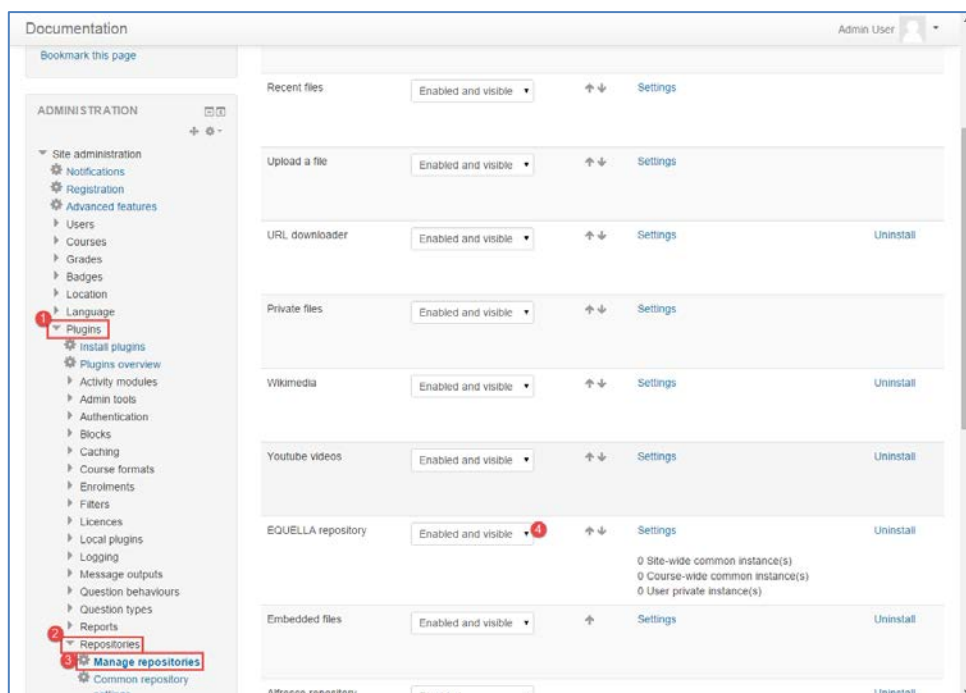 Documentation
Admin User
Bookmark this page
ADMINISTRATION
Site administration
Notifications
Registration
Advanced features
Users
Courses
Grades
Badges
Location
Language
1
Plugins
Install plugins
Plugins overview
Activity modules
Admin tools
Authentication
Blocks
Caching
Course formats
Enrolments
Filters
Licences
Local plugins
Logging
Message outputs
Question behaviours
Question types
Reports
2
Repositories
3 Manage repositories
Common repository
settings
Recent files Enabled and visible Settings
Upload a file Enabled and visible Settings
URL downloader Enabled and visible Settings Uninstall
Private files Enabled and visible Settings
Wikimedia Enabled and visible Settings Uninstall
Youtube videos Enabled and visible Settings Uninstall
EQUELLA repository Enabled and visible 4 Settings Uninstall
0 Site-wide common instance(s)
0 Course-wide common instance(s)
0 User private instance(s)
Embedded files Enabled and visible Settings Uninstall
Alfresco repository Uninstall